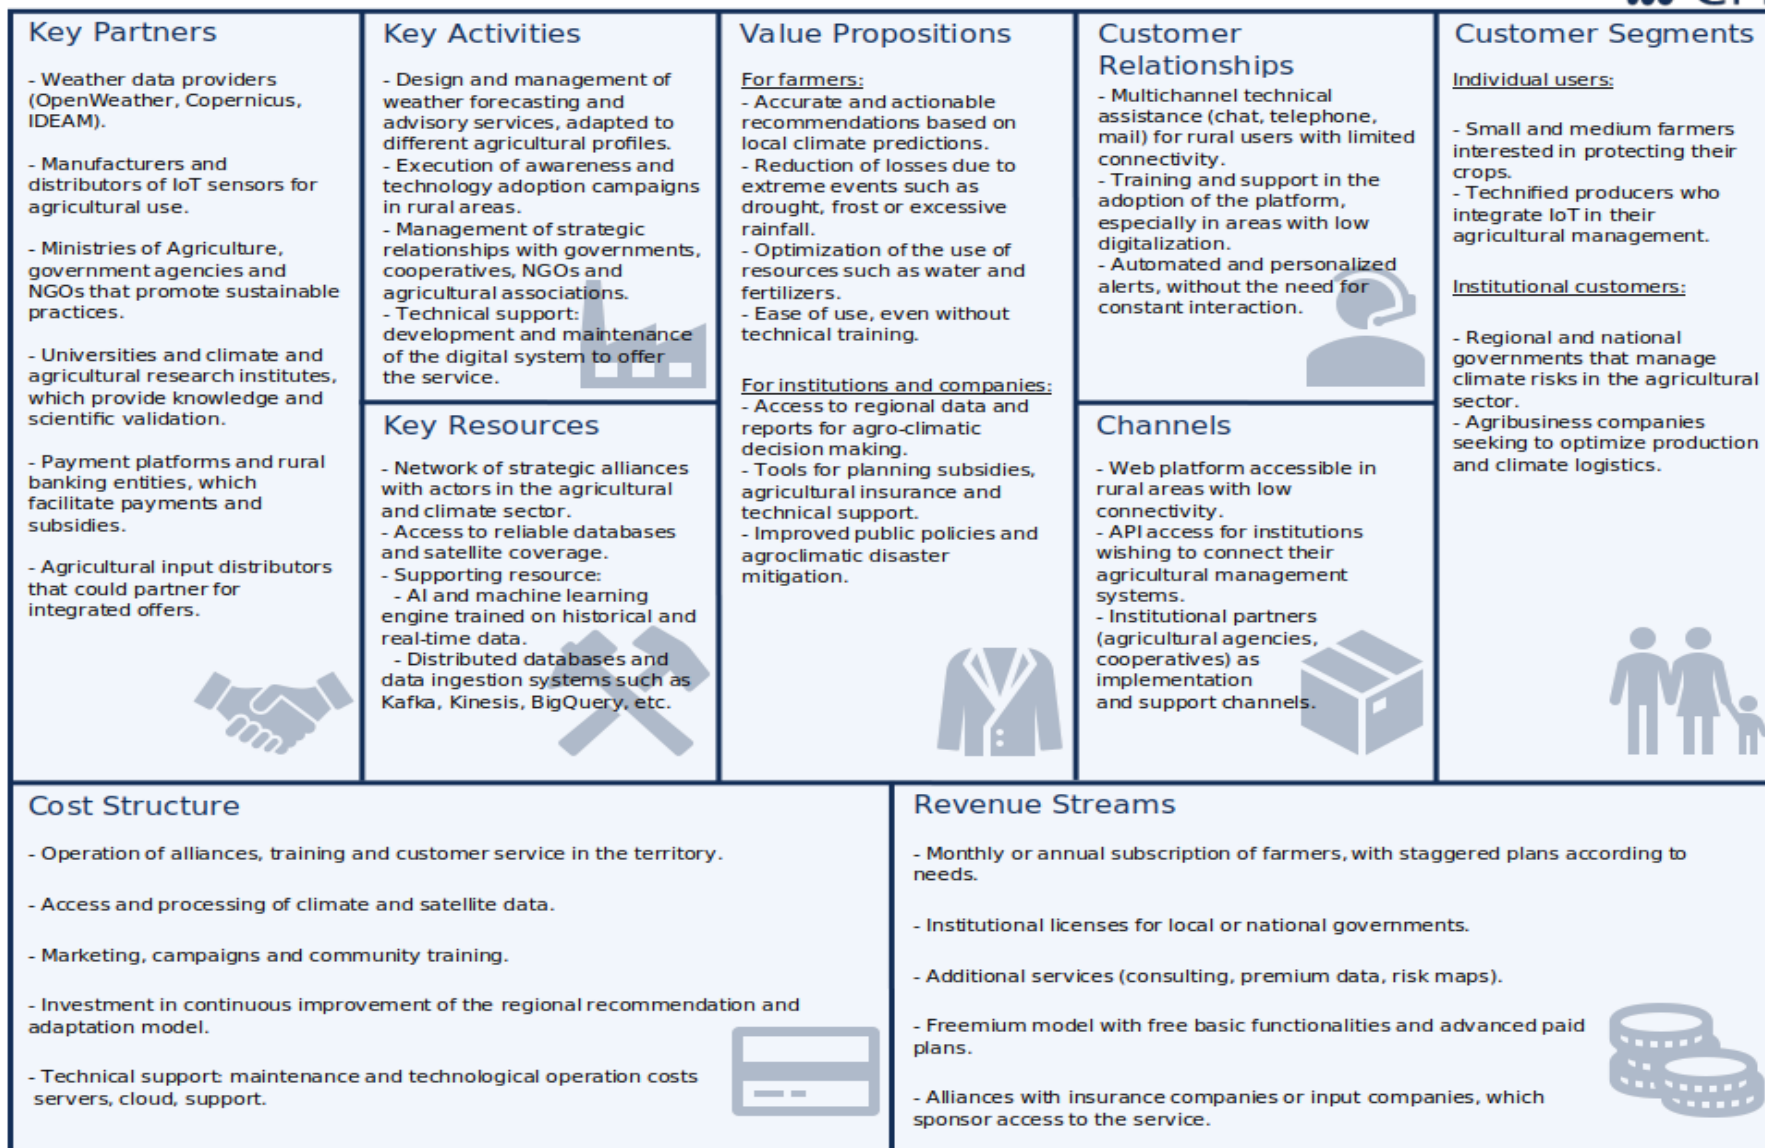 Key Partners
- Weather data providers
(OpenWeather, Copernicus,
IDEAM).
- Manufacturers and
distributors of IoT sensors for
agricultural use.
- Ministries of Agriculture,
government agencies and
NGOs that promote sustainable
practices.
- Universities and climate and
agricultural research institutes,
which provide knowledge and
scientific validation.
- Payment platforms and rural
banking entities, which
facilitate payments and
subsidies.
- Agricultural input distributors
that could partner for
integrated offers.
Key Activities
- Design and management of
weather forecasting and
advisory services, adapted to
different agricultural profiles.
- Execution of awareness and
technology adoption campaigns
in rural areas.
- Management of strategic
relationships with governments,
cooperatives, NGOs and
agricultural associations.
- Technical support:
development and maintenance
of the digital system to offer
the service.
Key Resources
- Network of strategic alliances
with actors in the agricultural
and climate sector.
- Access to reliable databases
and satellite coverage.
- Supporting resource:
- AI and machine learning
engine trained on historical and
real-time data.
- Distributed databases and
data ingestion systems such as
Kafka, Kinesis, BigQuery, etc.
Value Propositions
For farmers:
- Accurate and actionable
recommendations based on
local climate predictions.
- Reduction of losses due to
extreme events such as
drought, frost or excessive
rainfall.
- Optimization of the use of
resources such as water and
fertilizers.
- Ease of use, even without
technical training.
For institutions and companies:
- Access to regional data and
reports for agro-climatic
decision making.
- Tools for planning subsidies,
agricultural insurance and
technical support.
- Improved public policies and
agroclimatic disaster
mitigation.
Customer
Relationships
- Multichannel technical
assistance (chat, telephone,
mail) for rural users with limited
connectivity.
- Training and support in the
adoption of the platform,
especially in areas with low
digitalization.
- Automated and personalized
alerts, without the need for
constant interaction.
Channels
- Web platform accessible in
rural areas with low
connectivity.
- API access for institutions
wishing to connect their
agricultural management
systems.
- Institutional partners
(agricultural agencies,
cooperatives) as
implementation
and support channels.
Customer Segments
Individual users:
- Small and medium farmers
interested in protecting their
crops.
- Technified producers who
integrate IoT in their
agricultural management.
Institutional customers:
- Regional and national
governments that manage
climate risks in the agricultural
sector.
- Agribusiness companies
seeking to optimize production
and climate logistics.
Cost Structure
- Operation of alliances, training and customer service in the territory.
- Access and processing of climate and satellite data.
- Marketing, campaigns and community training.
- Investment in continuous improvement of the regional recommendation and
adaptation model.
- Technical support: maintenance and technological operation costs
servers, cloud, support.
Revenue Streams
- Monthly or annual subscription of farmers, with staggered plans according to
needs.
- Institutional licenses for local or national governments.
- Additional services (consulting, premium data, risk maps).
- Freemium model with free basic functionalities and advanced paid
plans.
- Alliances with insurance companies or input companies, which
sponsor access to the service.